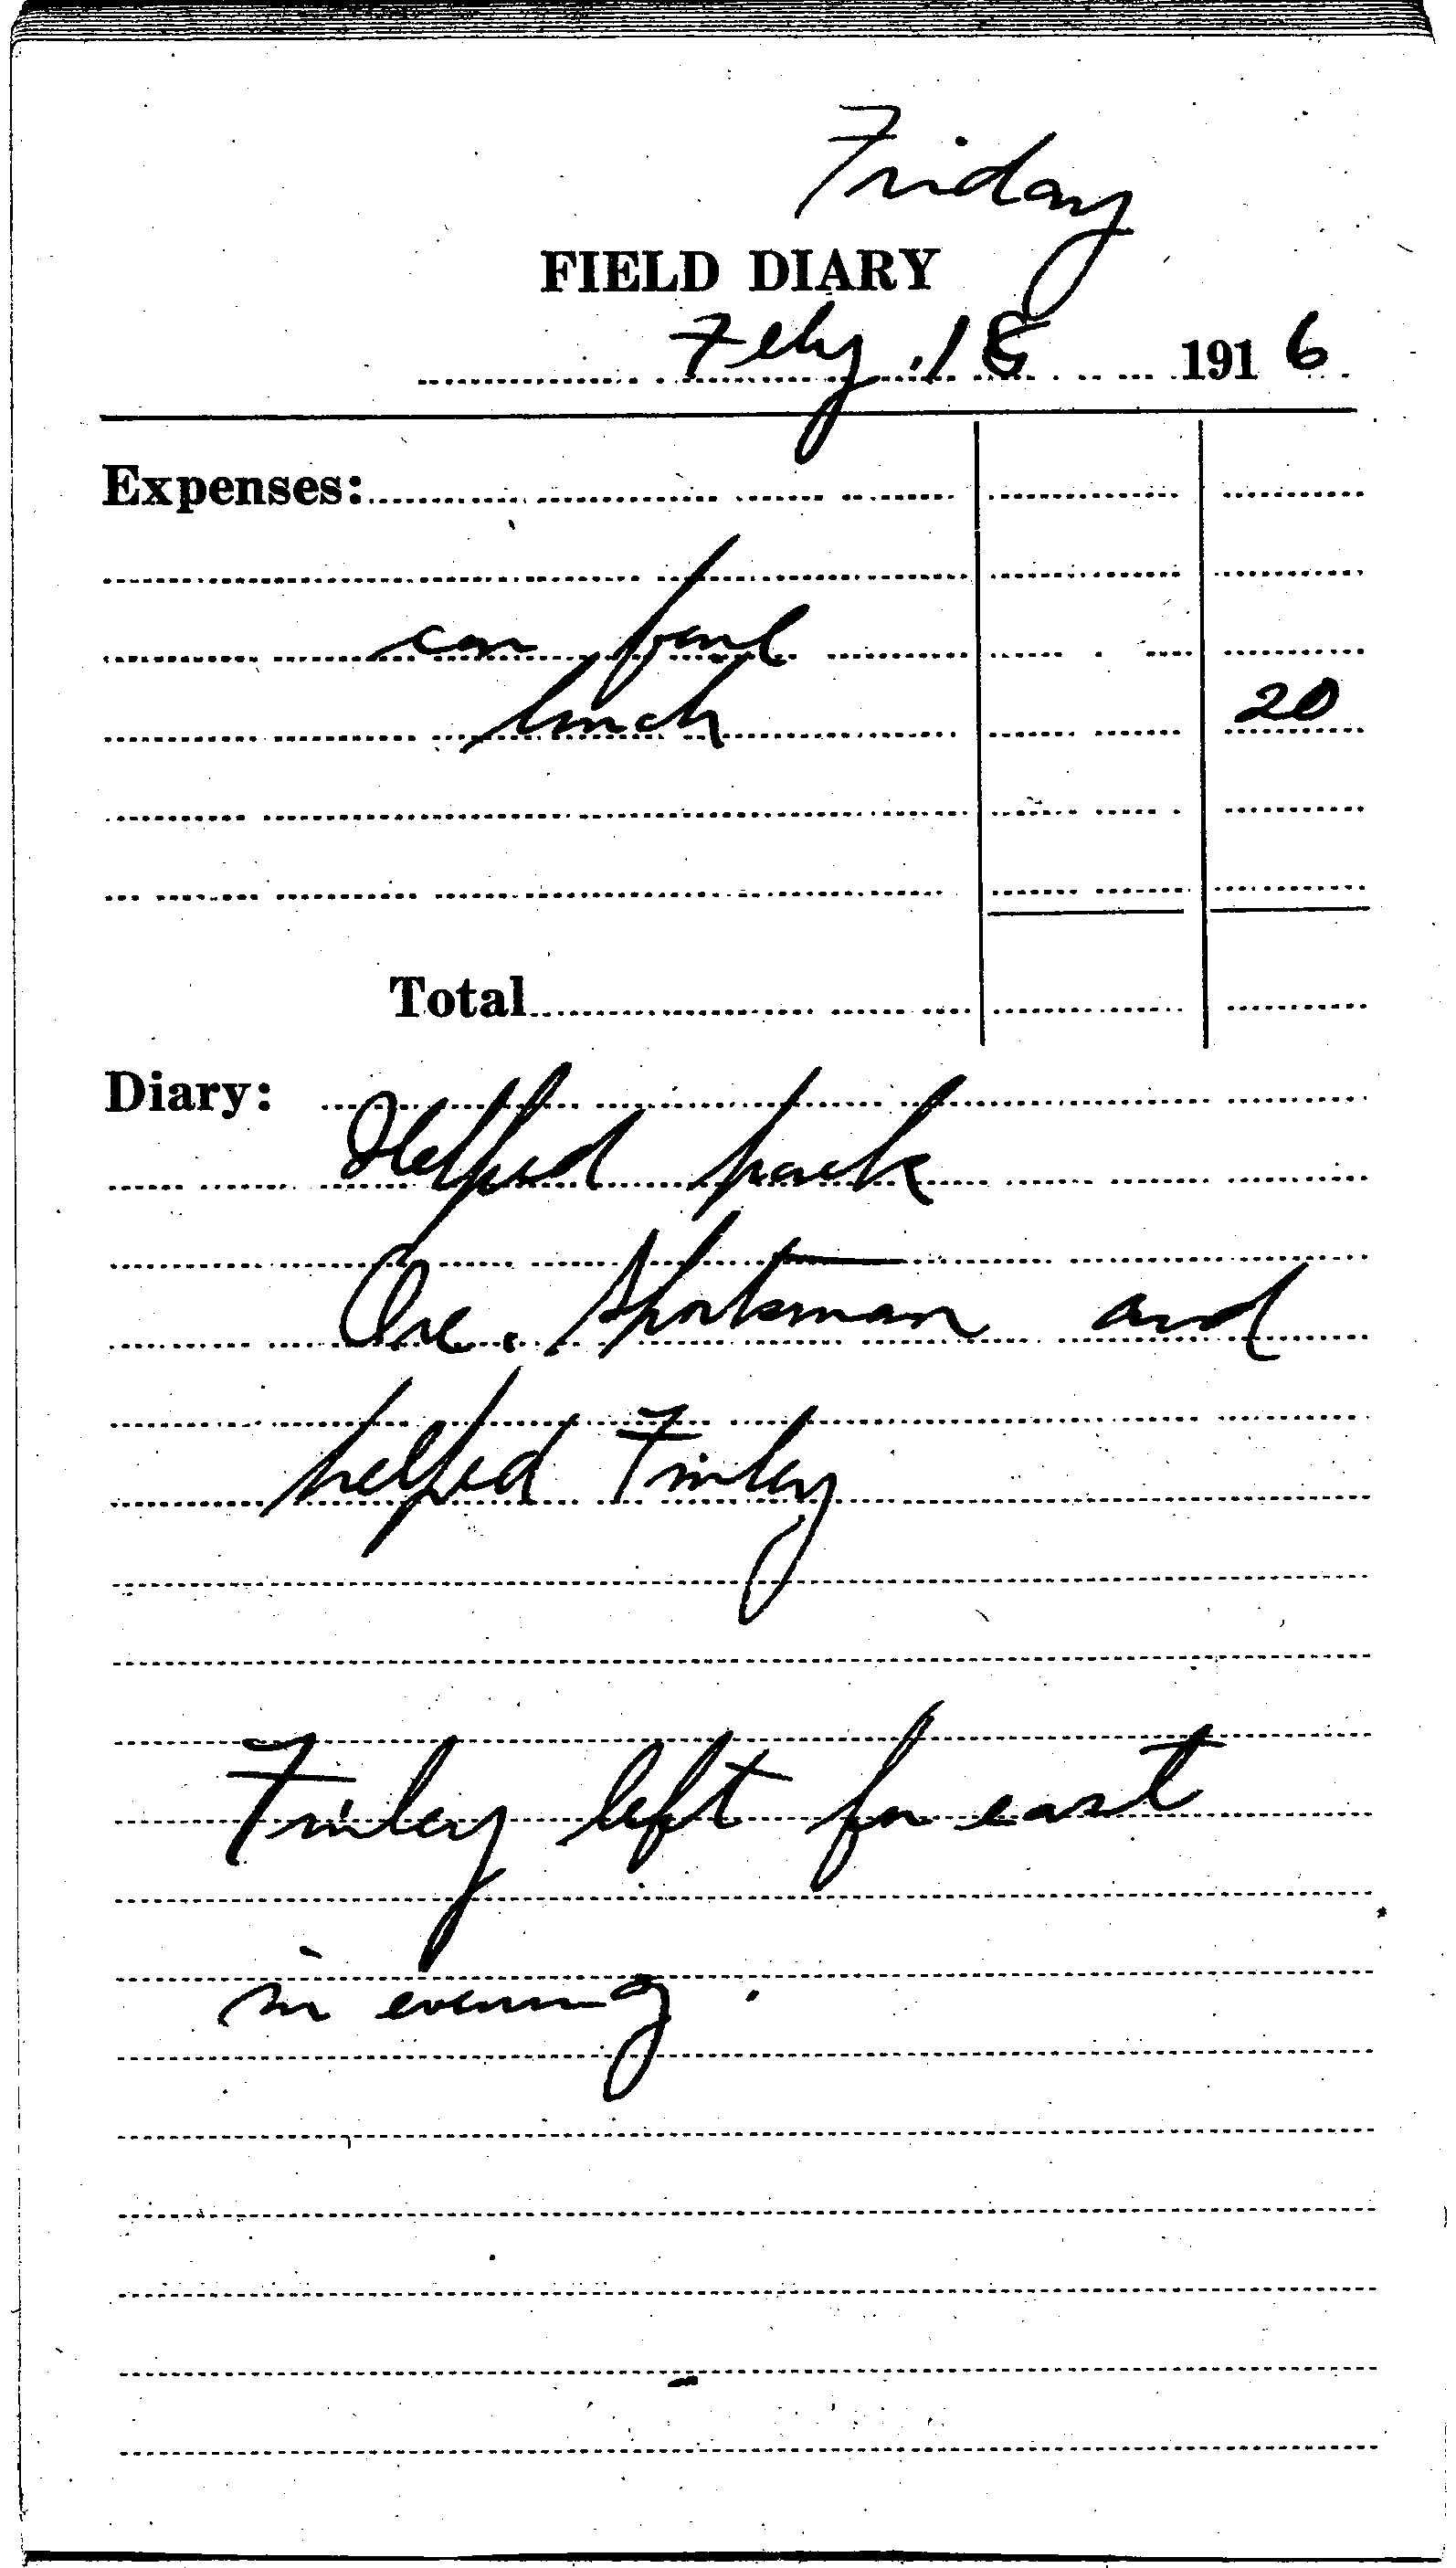 Friday
FIELD DIARY
Feby. 18 1916
Expenses:
car fare
lunch 20
Total
Diary:
Helped pack
Ore. Sportsman and
helped Finley
Finley left for east
in evening.